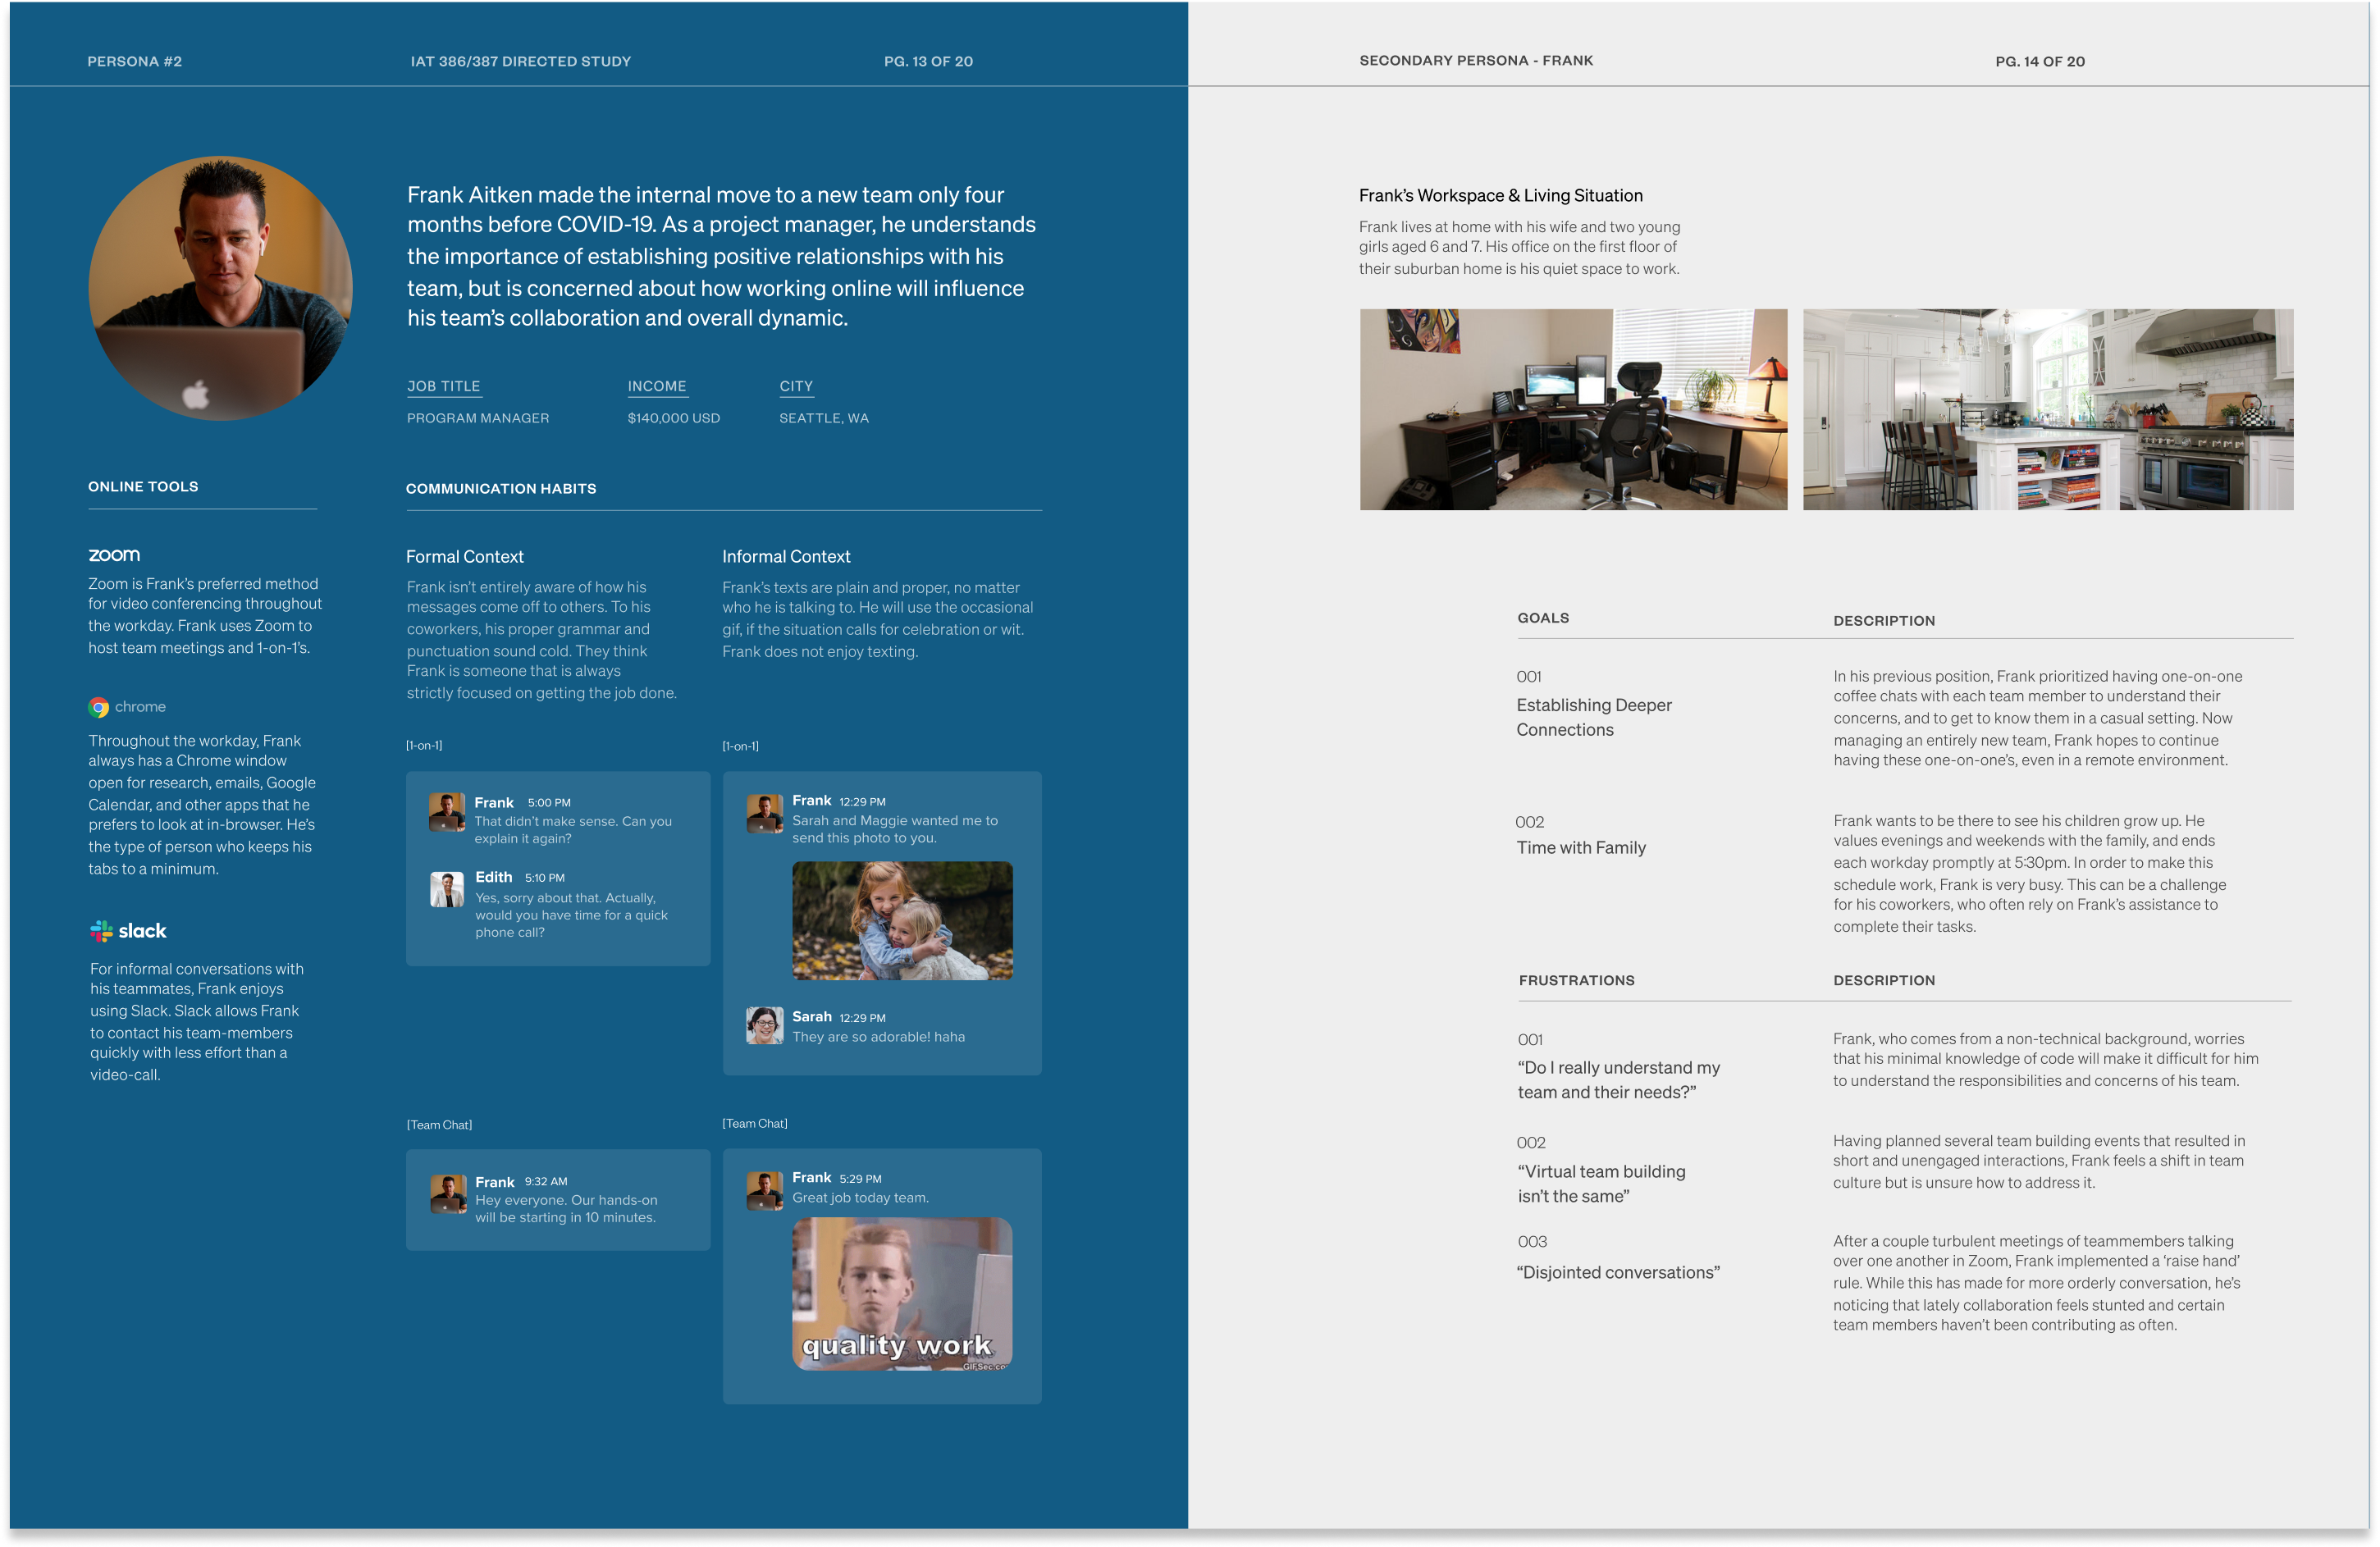 PERSONA #2
IAT 386/387 DIRECTED STUDY
PG. 13 OF 20
Frank Aitken made the internal move to a new team only four
months before COVID-19. As a project manager, he understands
the importance of establishing positive relationships with his
team, but is concerned about how working online will influence
his team’s collaboration and overall dynamic.
JOB TITLE
PROGRAM MANAGER
INCOME
$140,000 USD
CITY
SEATTLE, WA
ONLINE TOOLS
zoom
Zoom is Frank’s preferred method
for video conferencing throughout
the workday. Frank uses Zoom to
host team meetings and 1-on-1’s.
chrome
Throughout the workday, Frank
always has a Chrome window
open for research, emails, Google
Calendar, and other apps that he
prefers to look at in-browser. He’s
the type of person who keeps his
tabs to a minimum.
slack
For informal conversations with
his teammates, Frank enjoys
using Slack. Slack allows Frank
to contact his team-members
quickly with less effort than a
video-call.
COMMUNICATION HABITS
Formal Context
Frank isn’t entirely aware of how his
messages come off to others. To his
coworkers, his proper grammar and
punctuation sound cold. They think
Frank is someone that is always
strictly focused on getting the job done.
[1-on-1]
Frank 5:00 PM
That didn’t make sense. Can you
explain it again?
Edith 5:10 PM
Yes, sorry about that. Actually,
would you have time for a quick
phone call?
[Team Chat]
Frank 9:32 AM
Hey everyone. Our hands-on
will be starting in 10 minutes.
Informal Context
Frank’s texts are plain and proper, no matter
who he is talking to. He will use the occasional
gif, if the situation calls for celebration or wit.
Frank does not enjoy texting.
[1-on-1]
Frank 12:29 PM
Sarah and Maggie wanted me to
send this photo to you.
Sarah 12:29 PM
They are so adorable! haha
[Team Chat]
Frank 5:29 PM
Great job today team.
quality work
GIFSec.co
SECONDARY PERSONA - FRANK
PG. 14 OF 20
Frank’s Workspace & Living Situation
Frank lives at home with his wife and two young
girls aged 6 and 7. His office on the first floor of
their suburban home is his quiet space to work.
GOALS
DESCRIPTION
001
Establishing Deeper
Connections
In his previous position, Frank prioritized having one-on-one
coffee chats with each team member to understand their
concerns, and to get to know them in a casual setting. Now
managing an entirely new team, Frank hopes to continue
having these one-on-one’s, even in a remote environment.
002
Time with Family
Frank wants to be there to see his children grow up. He
values evenings and weekends with the family, and ends
each workday promptly at 5:30pm. In order to make this
schedule work, Frank is very busy. This can be a challenge
for his coworkers, who often rely on Frank’s assistance to
complete their tasks.
FRUSTRATIONS
DESCRIPTION
001
“Do I really understand my
team and their needs?”
Frank, who comes from a non-technical background, worries
that his minimal knowledge of code will make it difficult for him
to understand the responsibilities and concerns of his team.
002
“Virtual team building
isn’t the same”
Having planned several team building events that resulted in
short and unengaged interactions, Frank feels a shift in team
culture but is unsure how to address it.
003
“Disjointed conversations”
After a couple turbulent meetings of teammembers talking
over one another in Zoom, Frank implemented a ‘raise hand’
rule. While this has made for more orderly conversation, he’s
noticing that lately collaboration feels stunted and certain
team members haven’t been contributing as often.